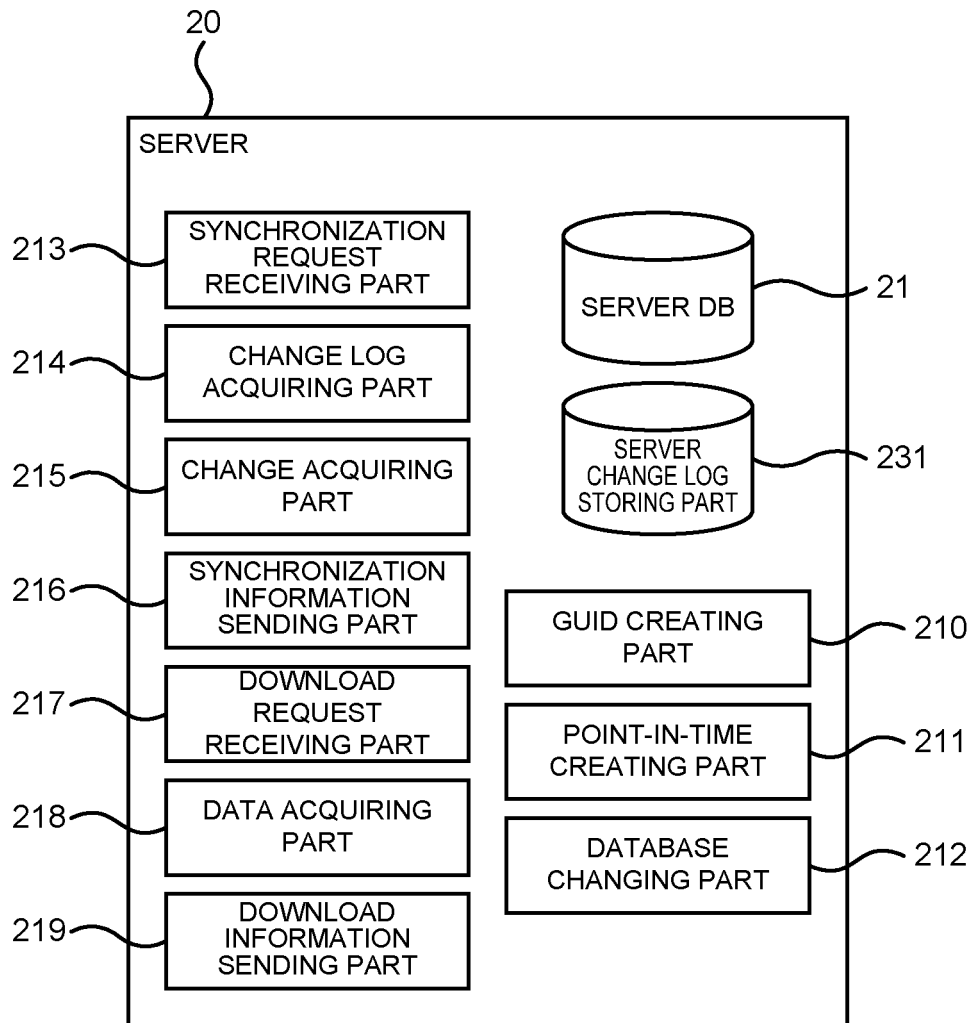 20
SERVER
213
SYNCHRONIZATION
REQUEST
RECEIVING PART
214
CHANGE LOG
ACQUIRING PART
215
CHANGE ACQUIRING
PART
216
SYNCHRONIZATION
INFORMATION
SENDING PART
217
DOWNLOAD
REQUEST
RECEIVING PART
218
DATA ACQUIRING
PART
219
DOWNLOAD
INFORMATION
SENDING PART
SERVER DB
21
SERVER
CHANGE LOG
STORING PART
231
GUID CREATING
PART
210
POINT-IN-TIME
CREATING PART
211
DATABASE
CHANGING PART
212